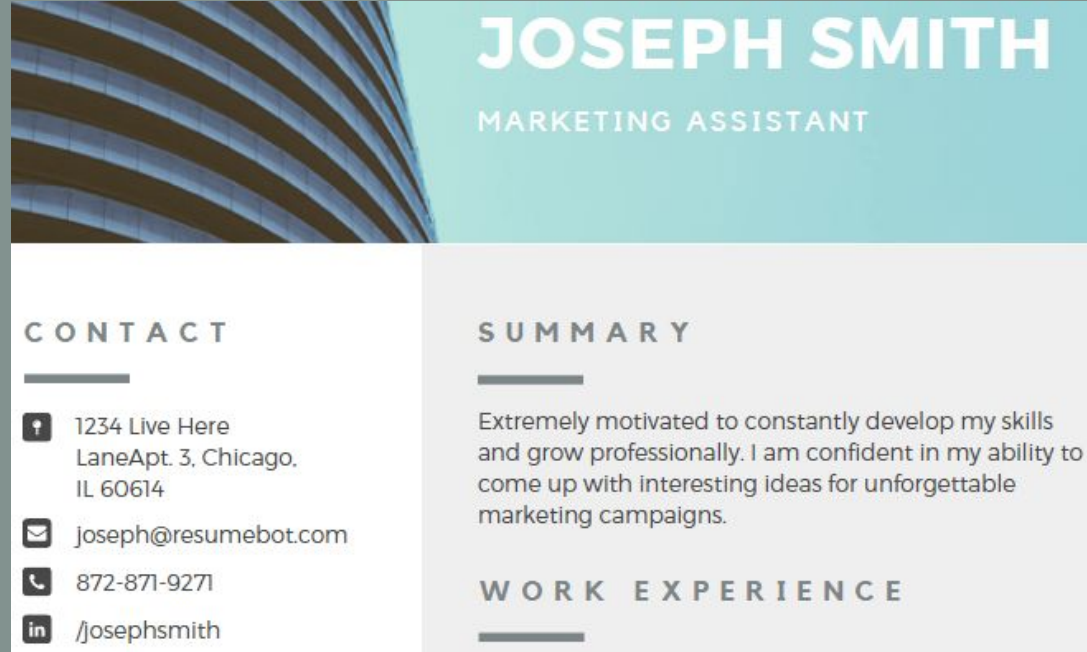 JOSEPH SMITH
MARKETING ASSISTANT
CONTACT
1234 Live Here
LaneApt. 3, Chicago,
IL 60614
joseph@resumebot.com
872-871-9271
in /josephsmith
SUMMARY
Extremely motivated to constantly develop my skills
and grow professionally. I am confident in my ability to
come up with interesting ideas for unforgettable
marketing campaigns.
WORK EXPERIENCE